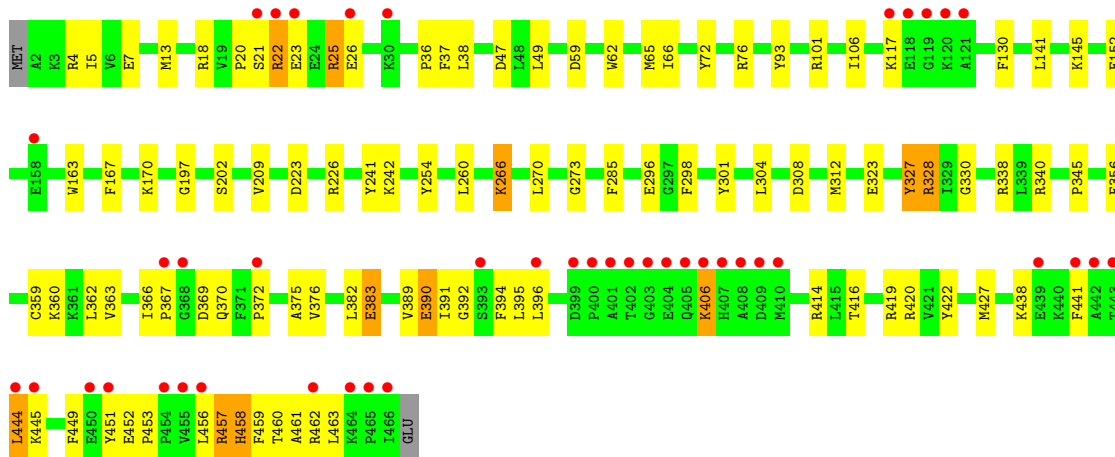 MET A2 K3 R4 I5 V6 E7 M13 R18 V19 P20 S21 R22 E23 E24 R25 E26 K30 P36 F37 L38 D47 L48 L49 D59 W62 M65 I66 Y72 R76 Y93 R101 I106 K117 E118 G119 K120 A121 F130 L141 K145
E158 W163 F167 K170 G197 S202 V209 D223 R226 Y241 K242 Y254 L260 K266 L270 G273 F285 E296 G297 F298 Y301 L304 D308 M312 E323 Y327 R328 I329 G330 R338 L339 R340 P345
C359 K360 K361 L362 V363 I366 P367 G368 D369 Q370 F371 P372 A375 V376 L382 E383 V389 E390 I391 G392 S393 F394 L395 L396 D399 P400 A401 T402 G403 E404 Q405 K406 H407 A408 D409 M410 R414 L415 T416 R419 R420 V421 Y422 M427 K438 E439 K440 F441 A442 T443
L444 K445 F449 E450 Y451 E452 P453 P454 V455 L456 R457 H458 F459 T460 A461 R462 L463 K464 P465 I466 GLU